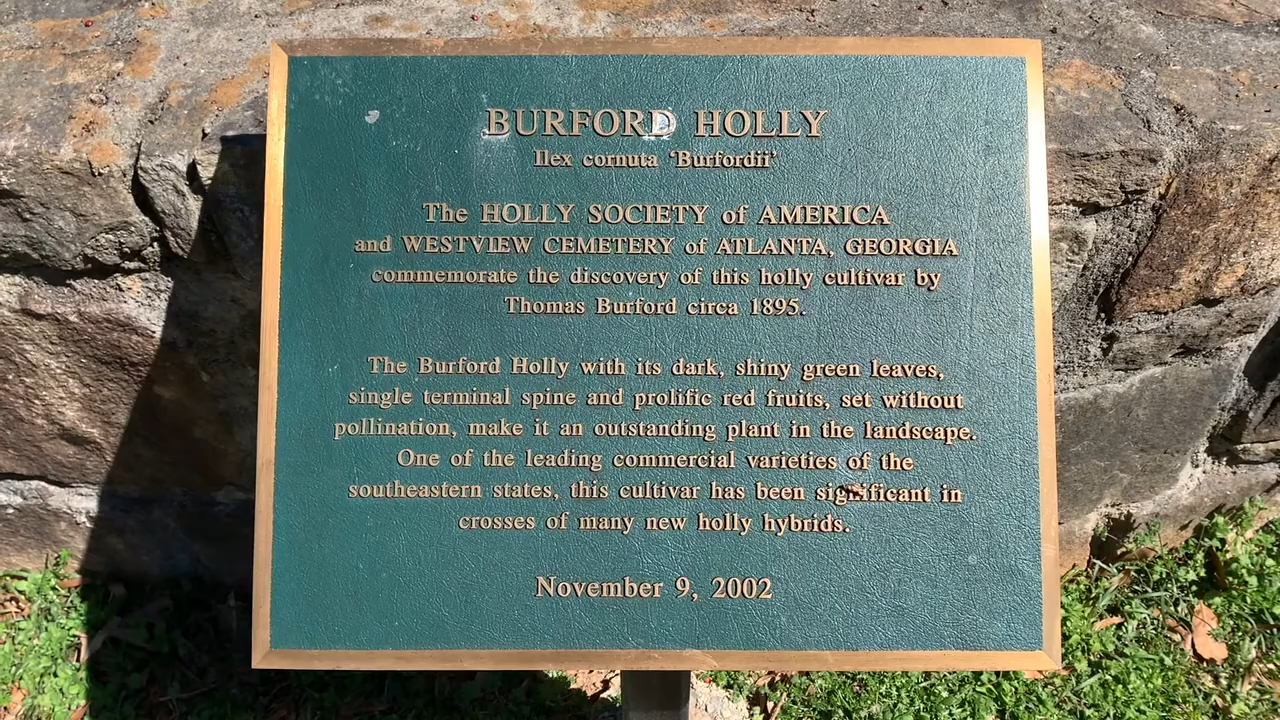 BURFORD HOLLY
Ilex cornuta 'Burfordii'
The HOLLY SOCIETY of AMERICA
and WESTVIEW CEMETERY of ATLANTA, GEORGIA
commemorate the discovery of this holly cultivar by
Thomas Burford circa 1895.
The Burford Holly with its dark, shiny green leaves,
single terminal spine and prolific red fruits, set without
pollination, make it an outstanding plant in the landscape.
One of the leading commercial varieties of the
southeastern states, this cultivar has been significant in
crosses of many new holly hybrids.
November 9, 2002